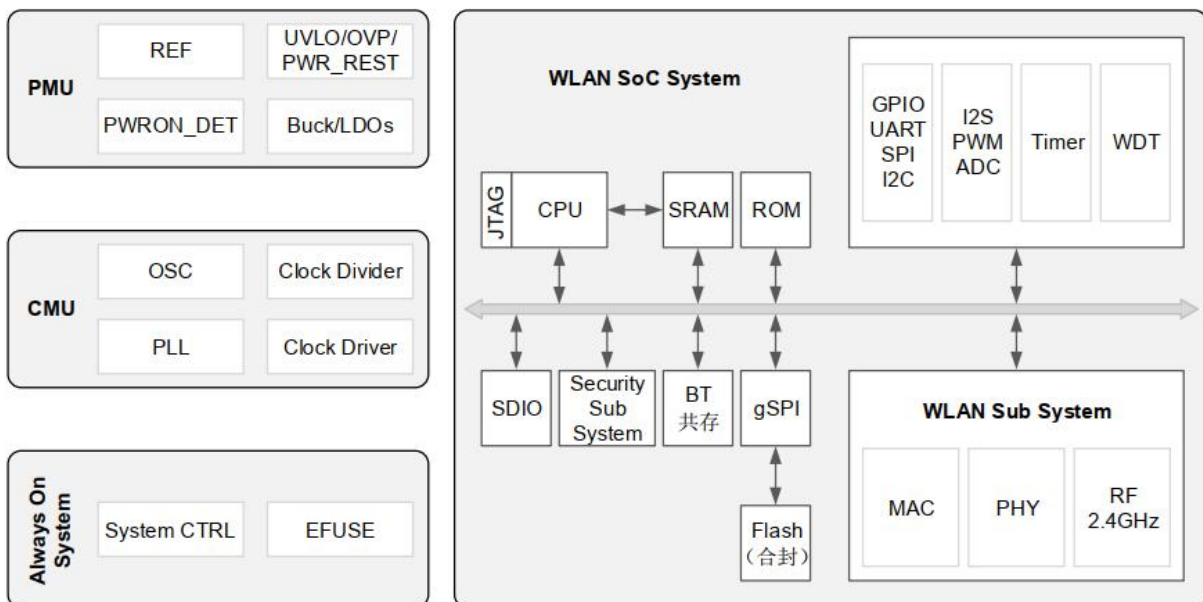 PMU
REF
UVLO/OVP/
PWR_REST
PWRON_DET
Buck/LDOs
CMU
OSC
Clock Divider
PLL
Clock Driver
Always On
System
System CTRL
EFUSE
WLAN SoC System
GPIO
UART
SPI
I2C
I2S
PWM
ADC
Timer
WDT
JTAG
CPU
SRAM
ROM
SDIO
Security
Sub
System
BT
共存
gSPI
Flash
（合封）
WLAN Sub System
MAC
PHY
RF
2.4GHz